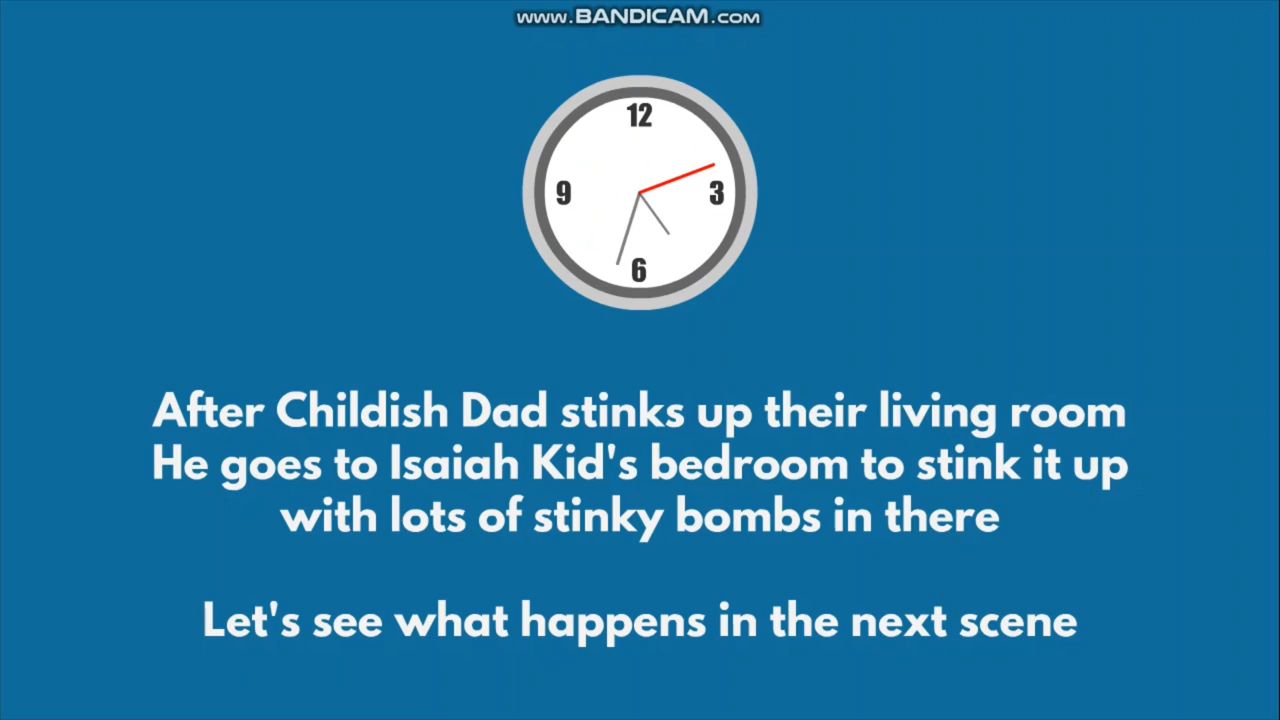 www.BANDICAM.com
12
9
3
6
After Childish Dad stinks up their living room
He goes to Isaiah Kid's bedroom to stink it up
with lots of stinky bombs in there
Let's see what happens in the next scene